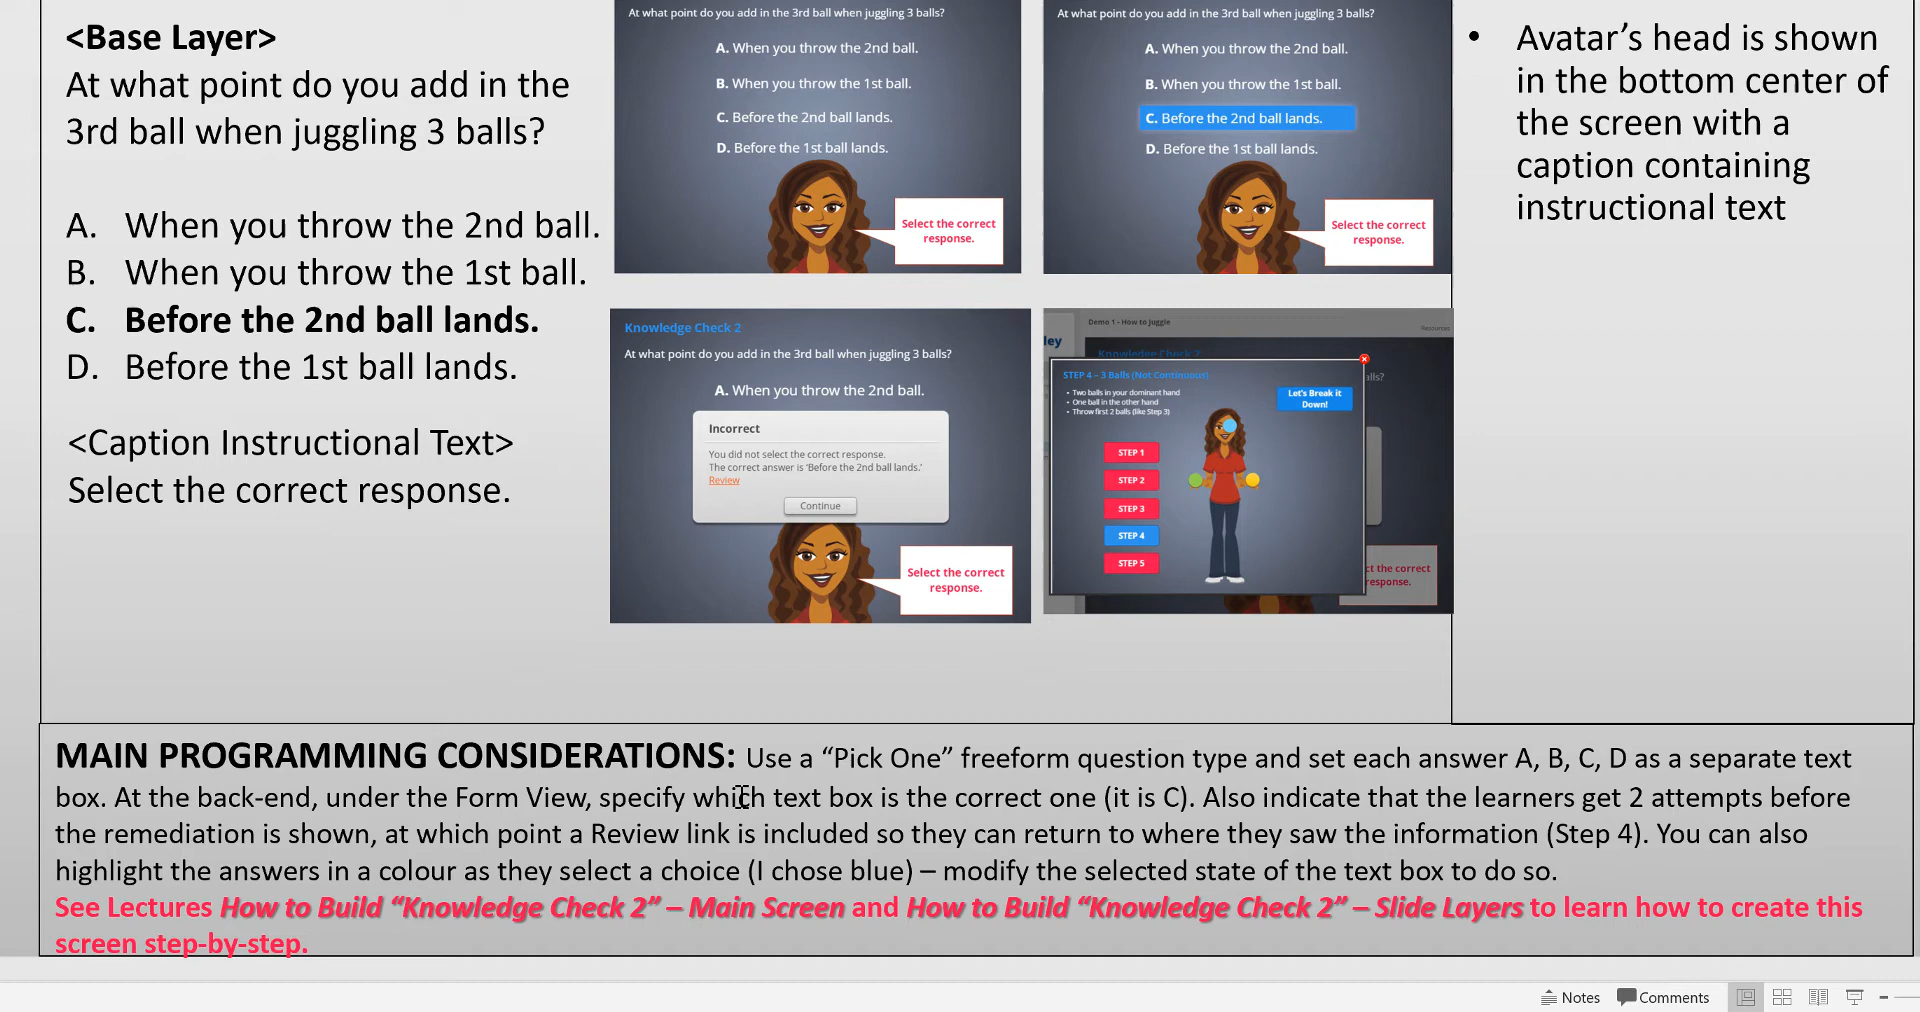 <Base Layer>
At what point do you add in the
3rd ball when juggling 3 balls?
A. When you throw the 2nd ball.
B. When you throw the 1st ball.
C. Before the 2nd ball lands.
D. Before the 1st ball lands.
<Caption Instructional Text>
Select the correct response.
At what point do you add in the 3rd ball when juggling 3 balls?
A. When you throw the 2nd ball.
B. When you throw the 1st ball.
C. Before the 2nd ball lands.
D. Before the 1st ball lands.
Select the correct
response.
At what point do you add in the 3rd ball when juggling 3 balls?
A. When you throw the 2nd ball.
B. When you throw the 1st ball.
C. Before the 2nd ball lands.
D. Before the 1st ball lands.
Select the correct
response.
Knowledge Check 2
At what point do you add in the 3rd ball when juggling 3 balls?
A. When you throw the 2nd ball.
Incorrect
You did not select the correct response.
The correct answer is 'Before the 2nd ball lands.'
Review
Continue
Select the correct
response.
Demo 1 - How to Juggle
Resources
ley
Knowledge Check 2
alls?
STEP 4 – 3 Balls (Not Continuous)
• Two balls in your dominant hand
• One ball in the other hand
• Throw first 2 balls (like Step 3)
Let's Break it
Down!
STEP 1
STEP 2
STEP 3
STEP 4
STEP 5
ct the correct
response.
• Avatar's head is shown
in the bottom center of
the screen with a
caption containing
instructional text
MAIN PROGRAMMING CONSIDERATIONS: Use a “Pick One” freeform question type and set each answer A, B, C, D as a separate text
box. At the back-end, under the Form View, specify which text box is the correct one (it is C). Also indicate that the learners get 2 attempts before
the remediation is shown, at which point a Review link is included so they can return to where they saw the information (Step 4). You can also
highlight the answers in a colour as they select a choice (I chose blue) – modify the selected state of the text box to do so.
See Lectures How to Build “Knowledge Check 2” – Main Screen and How to Build “Knowledge Check 2” – Slide Layers to learn how to create this
screen step-by-step.
Notes
Comments